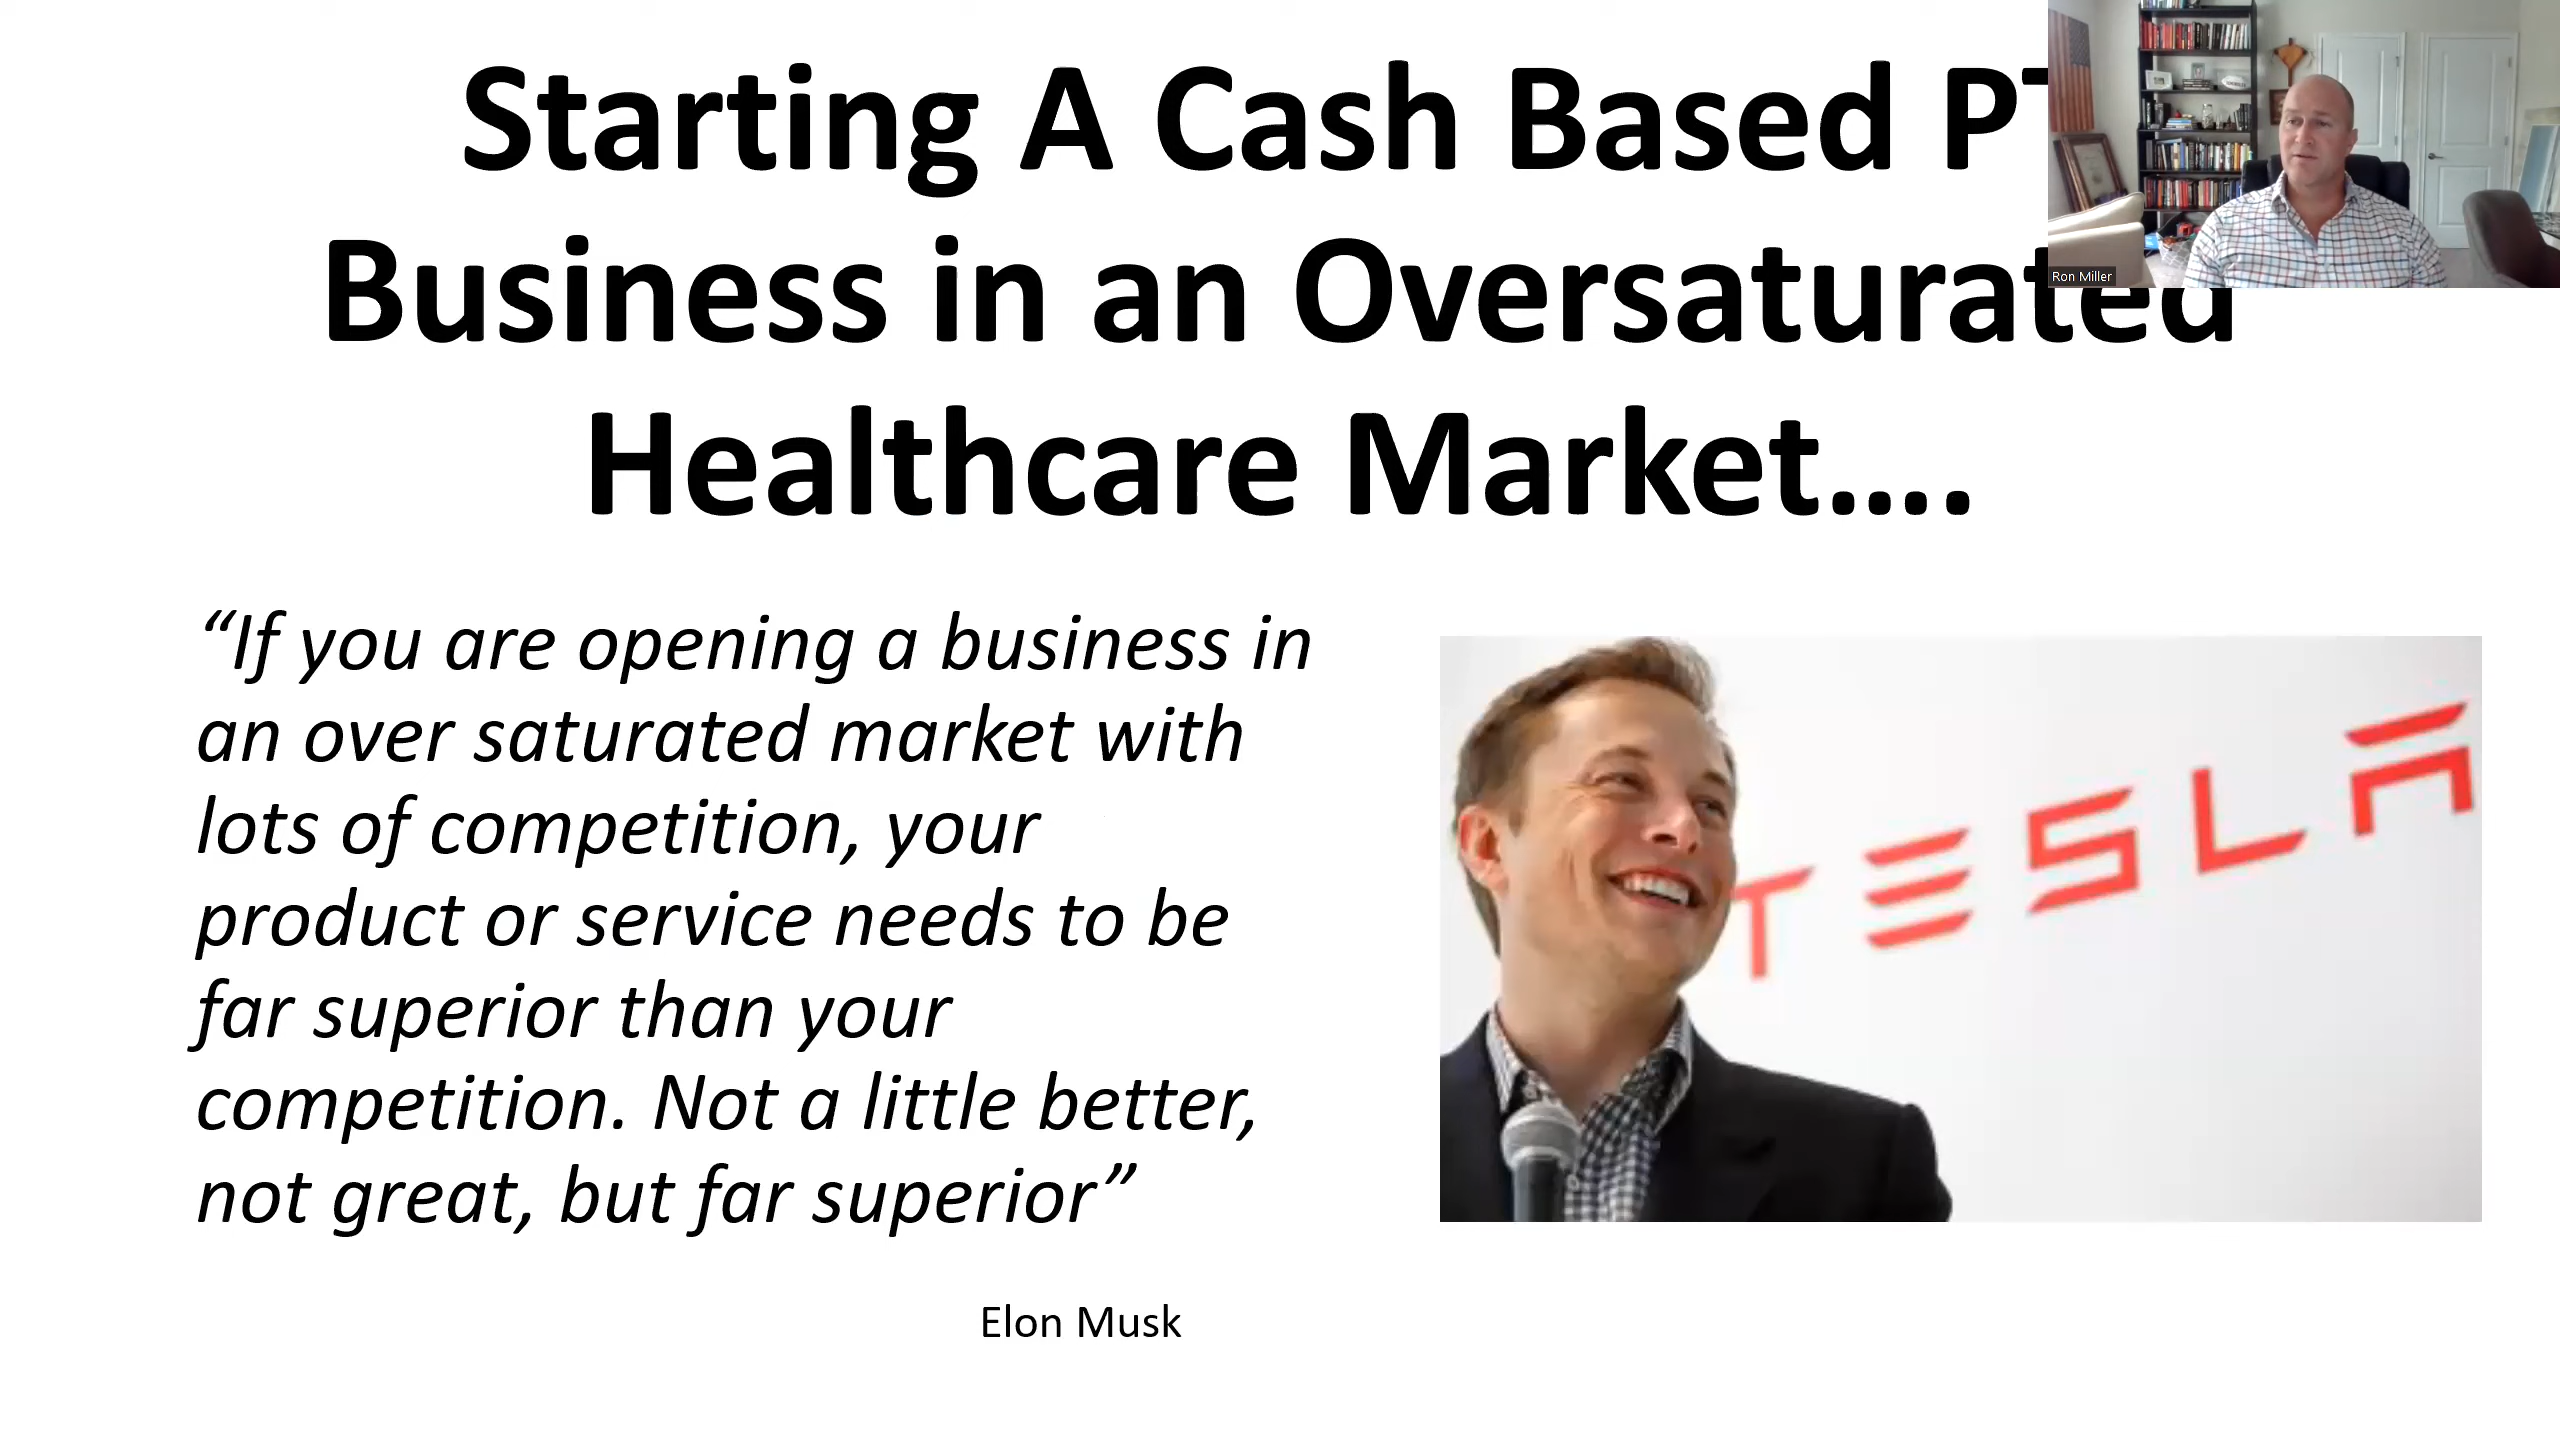 Starting A Cash Based PT
Business in an Oversaturated
Healthcare Market....
“If you are opening a business in
an over saturated market with
lots of competition, your
product or service needs to be
far superior than your
competition. Not a little better,
not great, but far superior”
Elon Musk
TESLA
Ron Miller